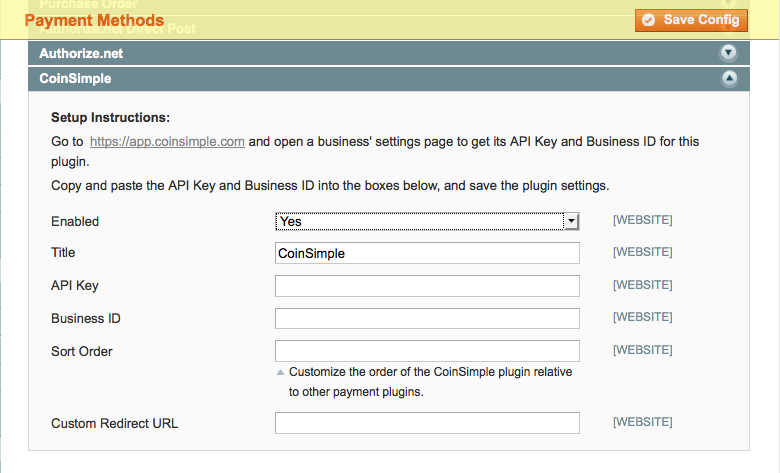 Purchase Order
Payment Methods
Save Config
Authorize.net Direct Post
Authorize.net
CoinSimple
Setup Instructions:
Go to https://app.coinsimple.com and open a business' settings page to get its API Key and Business ID for this
plugin.
Copy and paste the API Key and Business ID into the boxes below, and save the plugin settings.
Enabled Yes [WEBSITE]
Title CoinSimple [WEBSITE]
API Key [WEBSITE]
Business ID [WEBSITE]
Sort Order [WEBSITE]
Customize the order of the CoinSimple plugin relative
to other payment plugins.
Custom Redirect URL [WEBSITE]